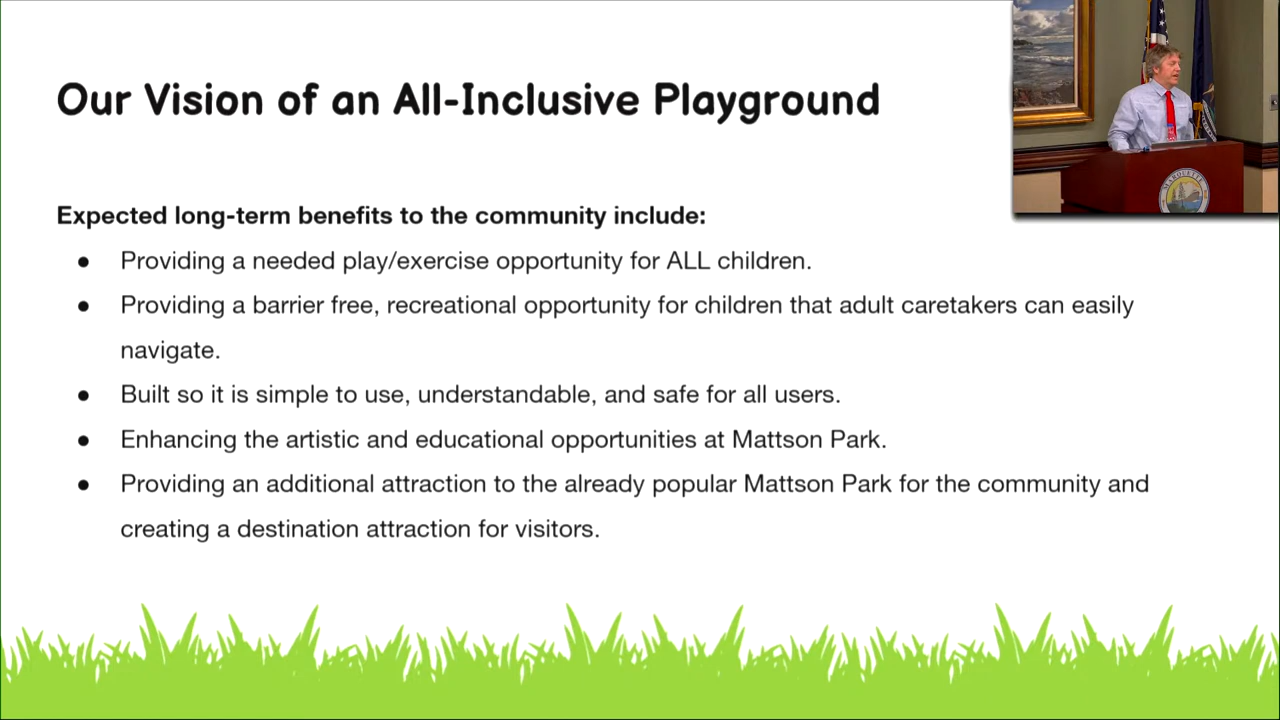 Our Vision of an All-Inclusive Playground
Expected long-term benefits to the community include:
● Providing a needed play/exercise opportunity for ALL children.
● Providing a barrier free, recreational opportunity for children that adult caretakers can easily
navigate.
● Built so it is simple to use, understandable, and safe for all users.
● Enhancing the artistic and educational opportunities at Mattson Park.
● Providing an additional attraction to the already popular Mattson Park for the community and
creating a destination attraction for visitors.
MARQUETTE